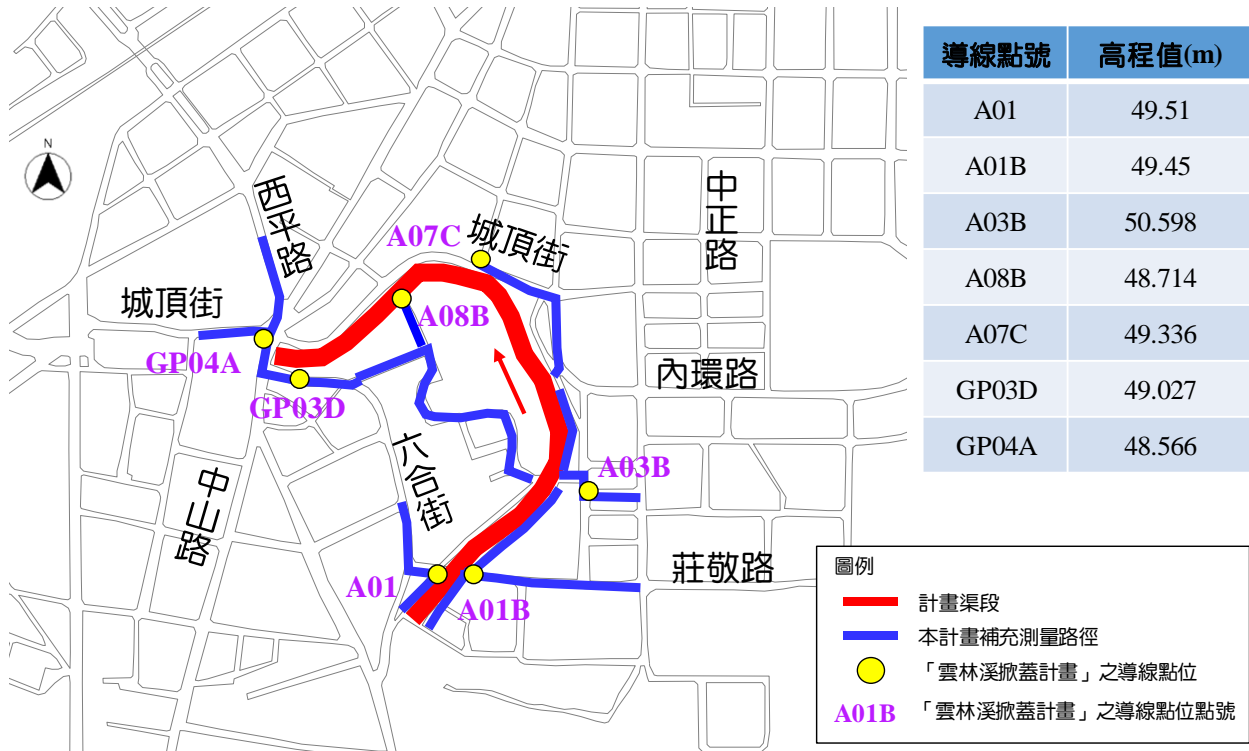 N
西平路
城頂街
A07C
城頂街
中正路
A08B
GP04A
GP03D
內環路
六合街
A03B
中山路
莊敬路
A01
A01B
導線點號 高程值(m)
A01 49.51
A01B 49.45
A03B 50.598
A08B 48.714
A07C 49.336
GP03D 49.027
GP04A 48.566
圖例
計畫渠段
本計畫補充測量路徑
「雲林溪掀蓋計畫」之導線點位
A01B 「雲林溪掀蓋計畫」之導線點位點號